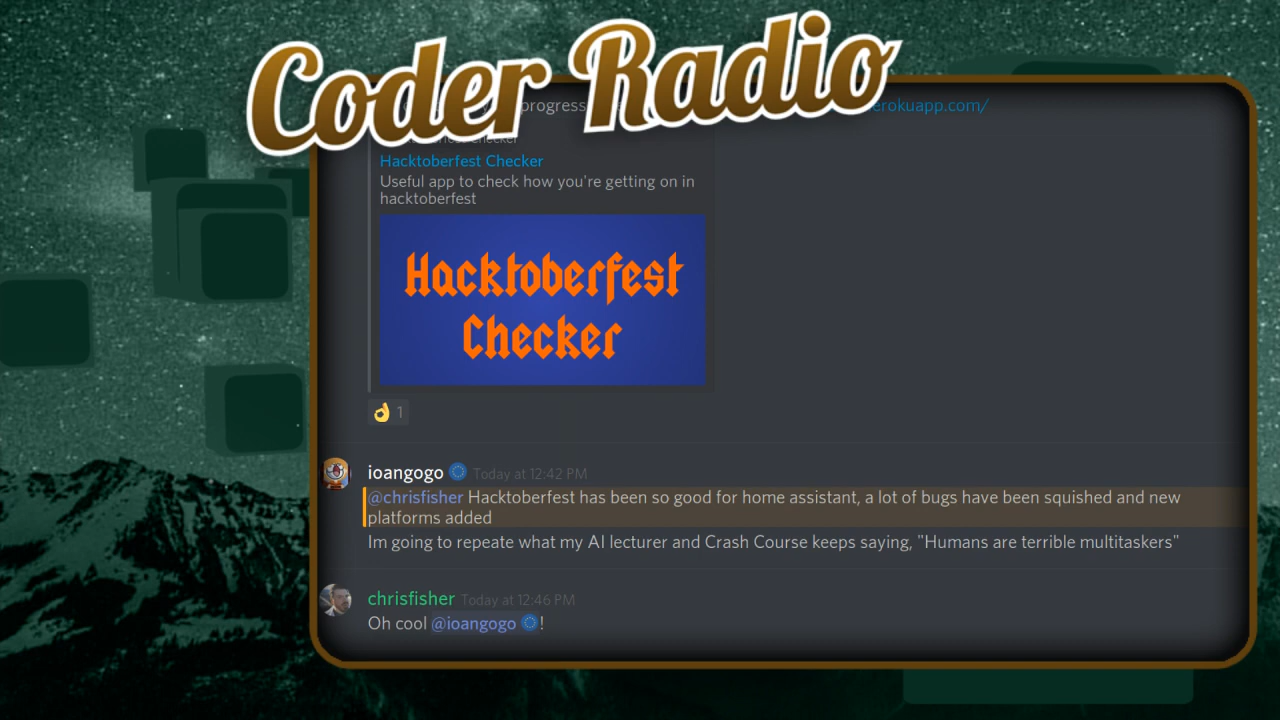 Coder Radio
progress
erokuapp.com/
Hacktoberfest Checker
Useful app to check how you're getting on in
hacktoberfest
Hacktoberfest
Checker
👌 1
ioangogo Today at 12:42 PM
@chrisfisher Hacktoberfest has been so good for home assistant, a lot of bugs have been squished and new
platforms added
Im going to repeate what my AI lecturer and Crash Course keeps saying, "Humans are terrible multitaskers"
chrisfisher Today at 12:46 PM
Oh cool @ioangogo !